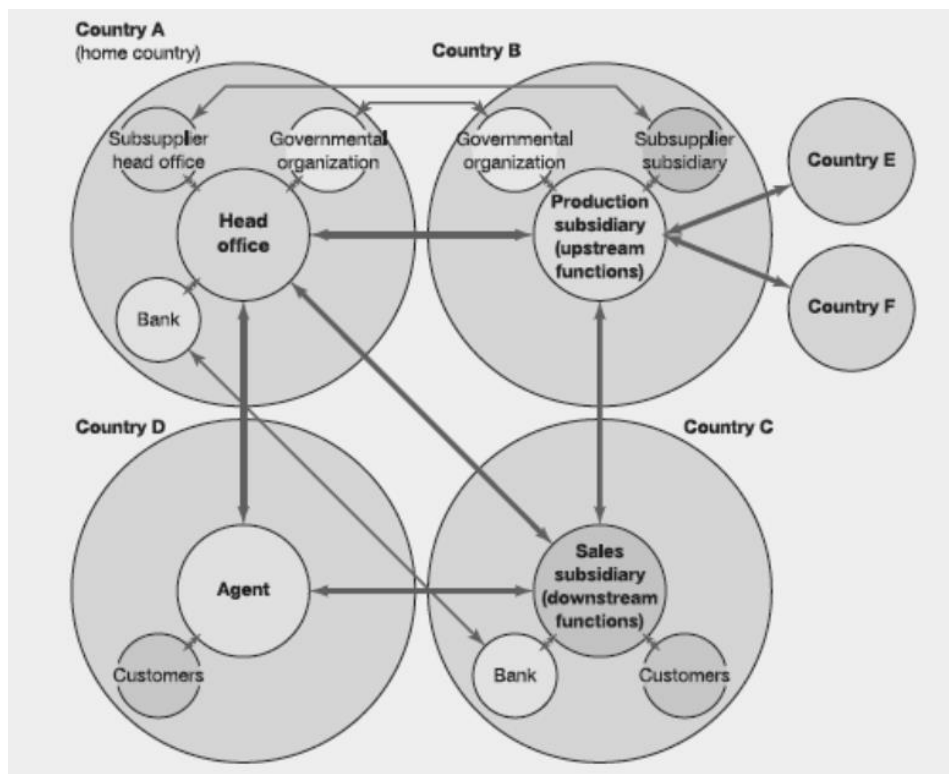 Country A
(home country)
Country B
Subsupplier
head office
Governmental
organization
Head
office
Bank
Governmental
organization
Subsupplier
subsidiary
Production
subsidiary
(upstream
functions)
Country E
Country F
Country D
Agent
Customers
Country C
Sales
subsidiary
(downstream
functions)
Bank
Customers